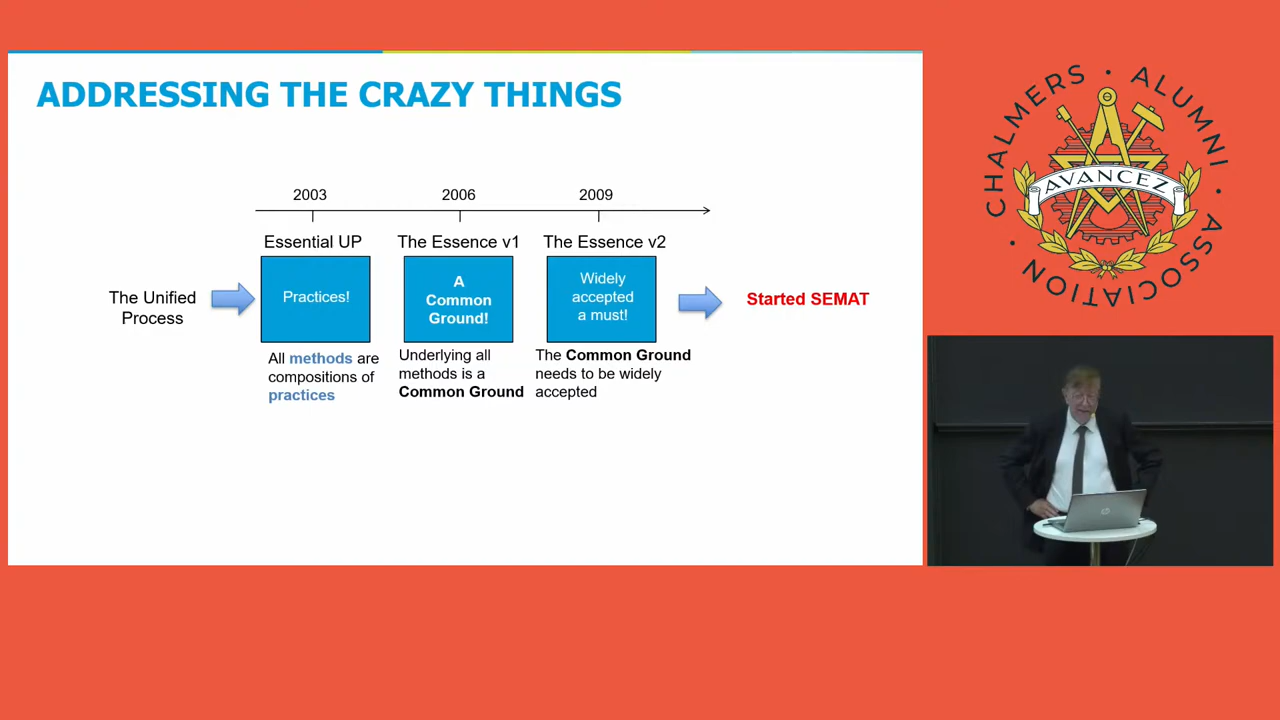 ADDRESSING THE CRAZY THINGS
2003
2006
2009
Essential UP
The Essence v1
The Essence v2
The Unified
Process
Practices!
A
Common
Ground!
Widely
accepted
a must!
Started SEMAT
All methods are
compositions of
practices
Underlying all
methods is a
Common Ground
The Common Ground
needs to be widely
accepted
CHALMERS • ALUMNI • ASSOCIATION •
AVANCEZ